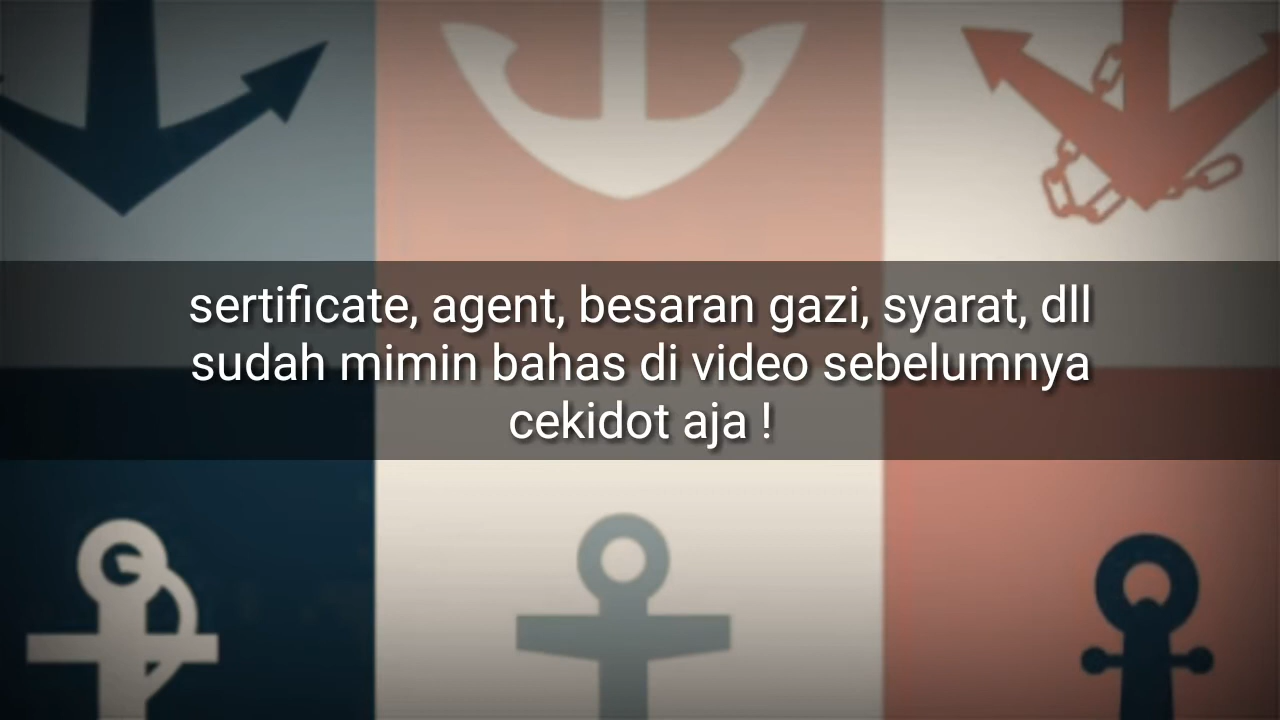 sertificate, agent, besaran gazi, syarat, dll
sudah mimin bahas di video sebelumnya
cekidot aja !